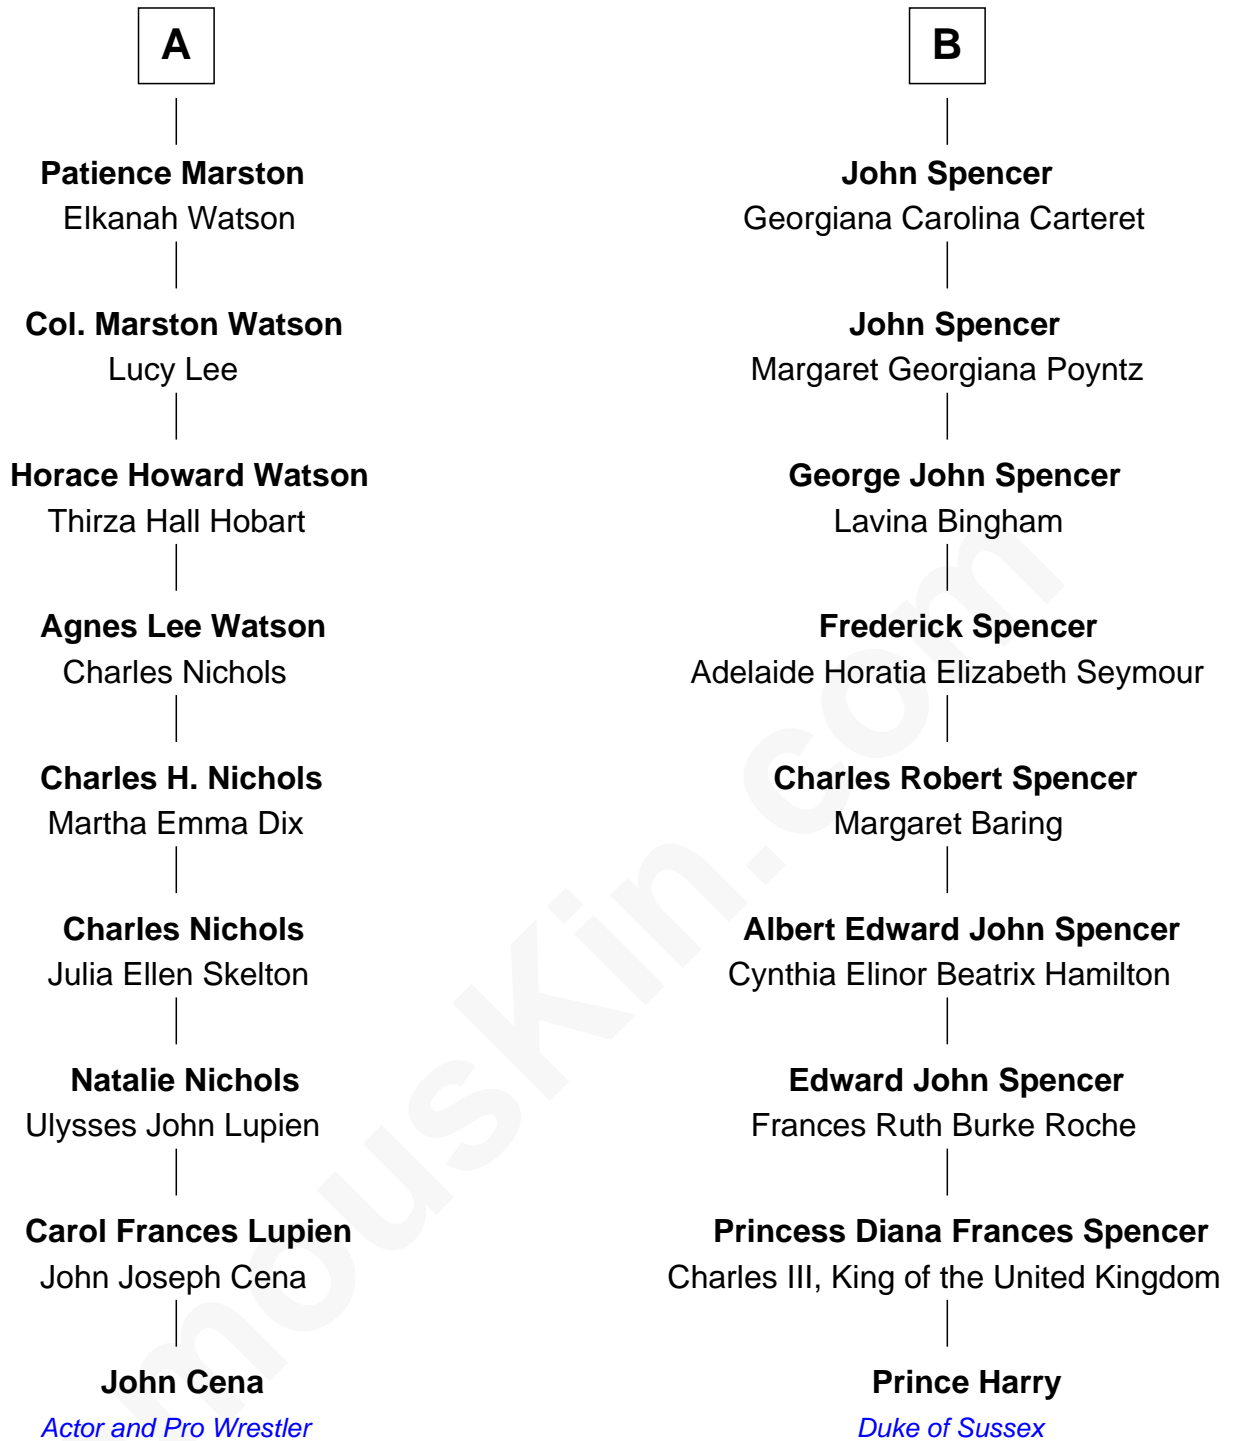 A
Patience Marston
Elkanah Watson
Col. Marston Watson
Lucy Lee
Horace Howard Watson
Thirza Hall Hobart
Agnes Lee Watson
Charles Nichols
Charles H. Nichols
Martha Emma Dix
Charles Nichols
Julia Ellen Skelton
Natalie Nichols
Ulysses John Lupien
Carol Frances Lupien
John Joseph Cena
John Cena
Actor and Pro Wrestler
B
John Spencer
Georgiana Carolina Carteret
John Spencer
Margaret Georgiana Poyntz
George John Spencer
Lavina Bingham
Frederick Spencer
Adelaide Horatia Elizabeth Seymour
Charles Robert Spencer
Margaret Baring
Albert Edward John Spencer
Cynthia Elinor Beatrix Hamilton
Edward John Spencer
Frances Ruth Burke Roche
Princess Diana Frances Spencer
Charles III, King of the United Kingdom
Prince Harry
Duke of Sussex
mousKin.com